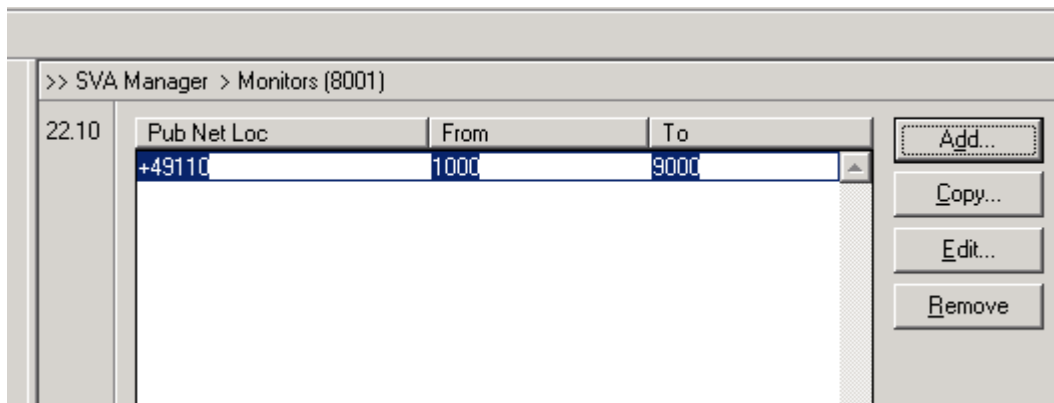 >> SVA Manager > Monitors (8001)
22.10 Pub Net Loc From To
+49110 1000 9000
Add...
Copy...
Edit...
Remove